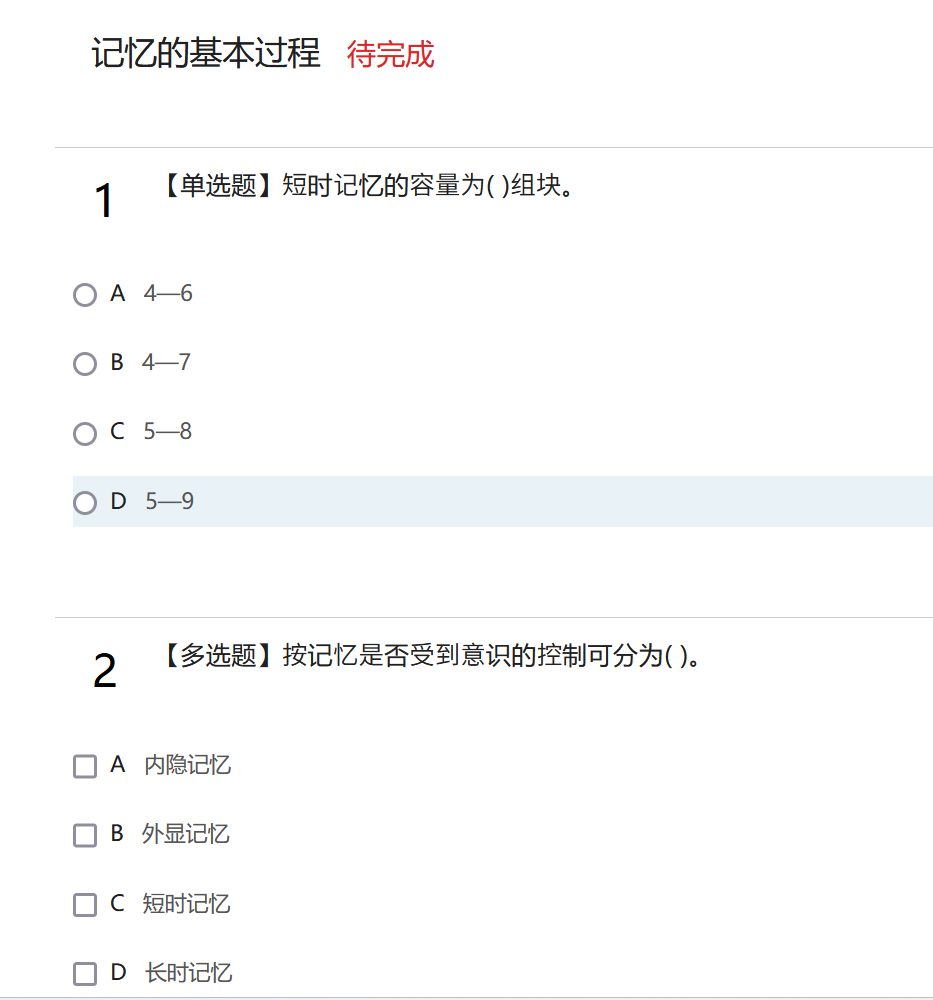 记忆的基本过程 待完成
1 【单选题】短时记忆的容量为( )组块。
A 4—6
B 4—7
C 5—8
D 5—9
2 【多选题】按记忆是否受到意识的控制可分为( )。
A 内隐记忆
B 外显记忆
C 短时记忆
D 长时记忆